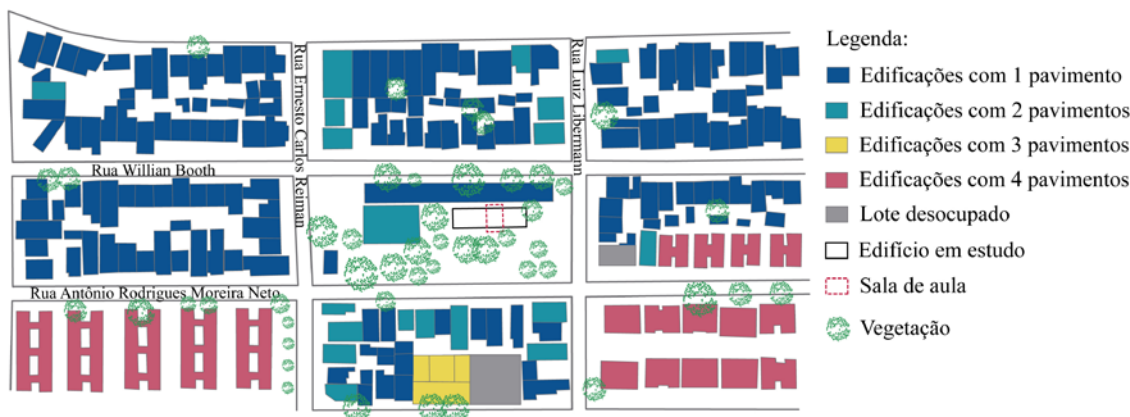 Rua Ernesto Carlos Reiman
Rua Luiz Libermann
Rua Willian Booth
Rua Antônio Rodrigues Moreira Neto
Legenda:
Edificações com 1 pavimento
Edificações com 2 pavimentos
Edificações com 3 pavimentos
Edificações com 4 pavimentos
Lote desocupado
Edifício em estudo
Sala de aula
Vegetação